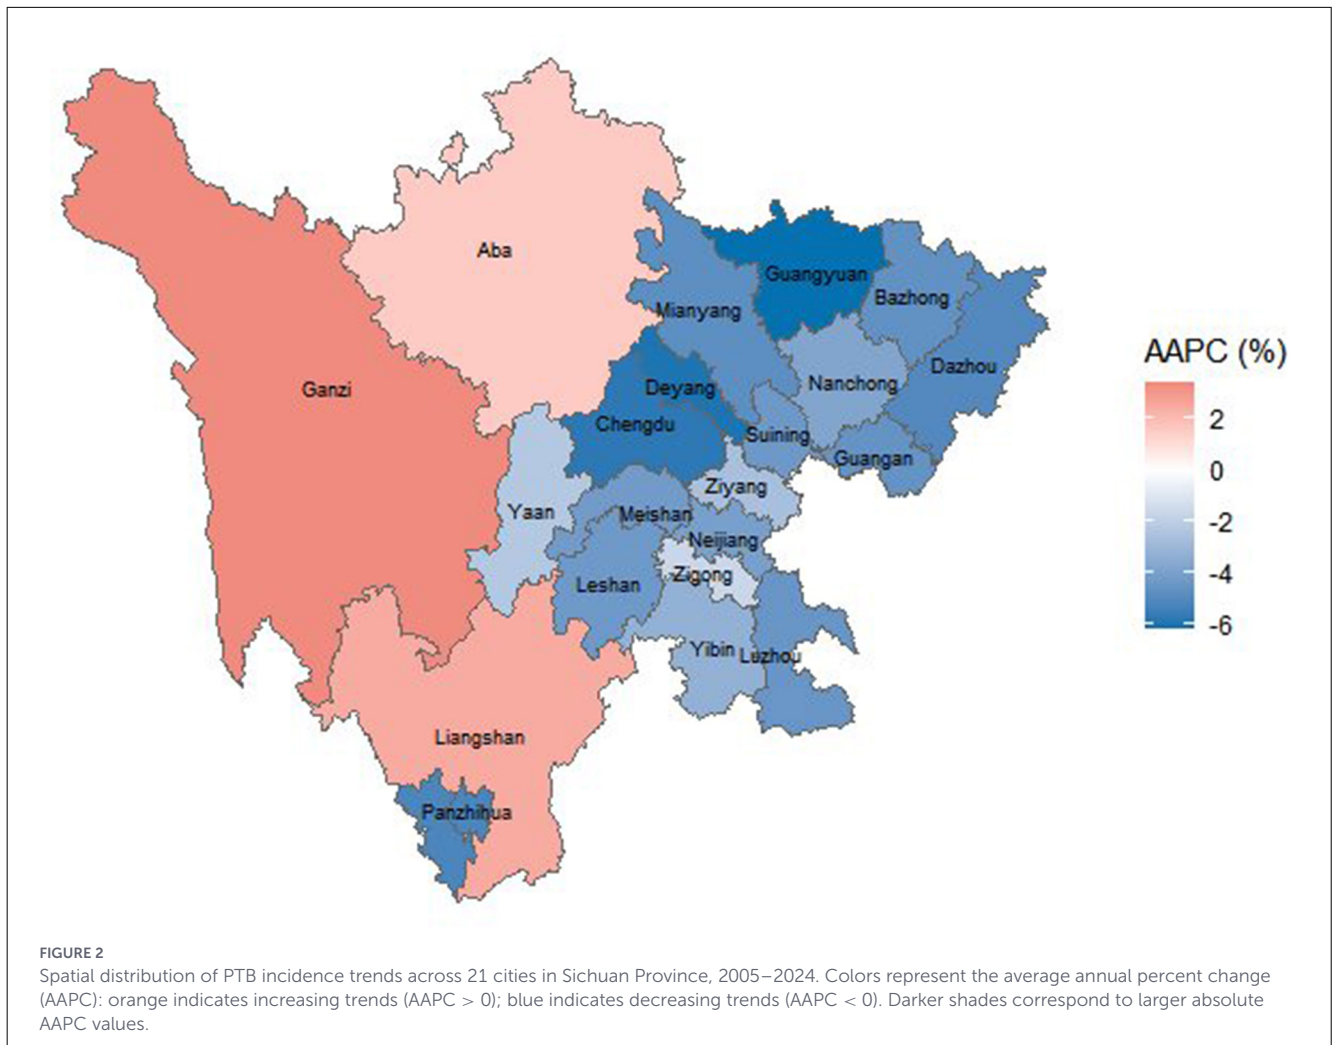 Aba
Guangyuan
Bazhong
Mianyang
Dazhou
Nanchong
Deyang
Ganzi
Chengdu
Suining
Guangan
Ziyang
Yaan
Meishan
Neijiang
Zigong
Leshan
Yibin
Luzhou
Liangshan
Panzhihua
AAPC (%)
2
0
-2
-4
-6
FIGURE 2
Spatial distribution of PTB incidence trends across 21 cities in Sichuan Province, 2005–2024. Colors represent the average annual percent change
(AAPC): orange indicates increasing trends (AAPC > 0); blue indicates decreasing trends (AAPC < 0). Darker shades correspond to larger absolute
AAPC values.